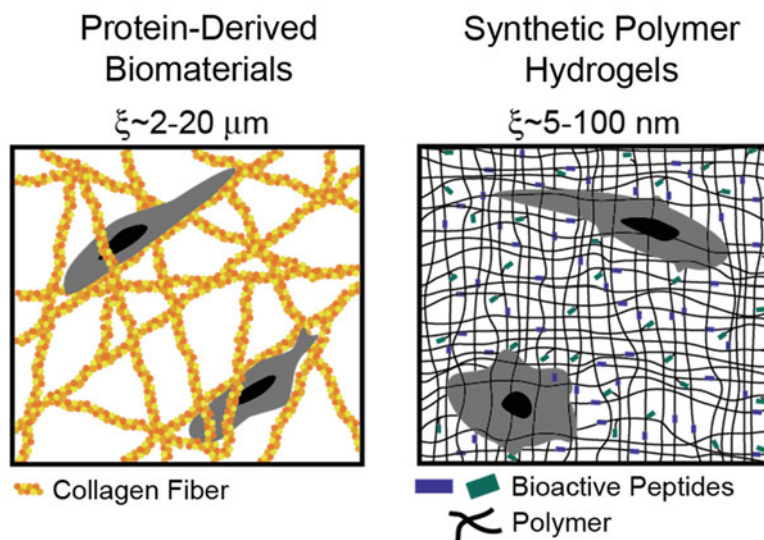 Protein-Derived
Biomaterials
ξ~2-20 μm
Collagen Fiber
Synthetic Polymer
Hydrogels
ξ~5-100 nm
Bioactive Peptides
Polymer